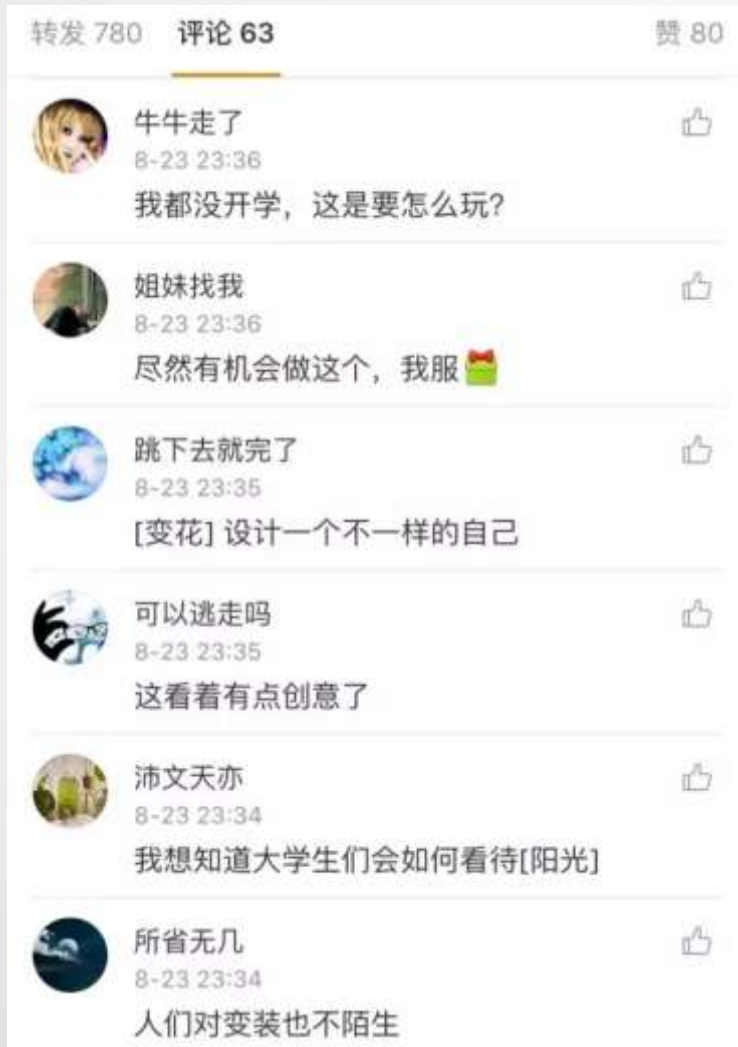 转发 780 评论 63 赞 80
牛牛走了
8-23 23:36
我都没开学，这是要怎么玩？
姐妹找我
8-23 23:36
尽然有机会做这个，我服
跳下去就完了
8-23 23:35
[变花] 设计一个不一样的自己
可以逃走吗
8-23 23:35
这看着有点创意了
沛文天亦
8-23 23:34
我想知道大学生们会如何看待[阳光]
所省无几
8-23 23:34
人们对变装也不陌生